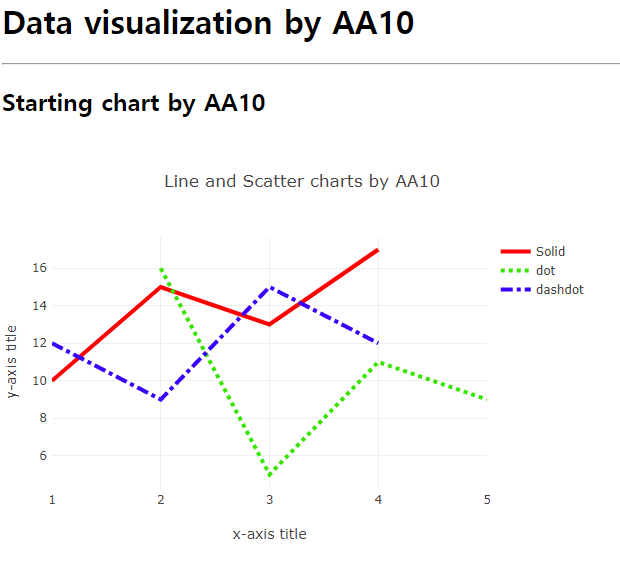 Data visualization by AA10
Starting chart by AA10
Line and Scatter charts by AA10
Solid
dot
dashdot
y-axis title
16
14
12
10
8
6
1 2 3 4 5
x-axis title